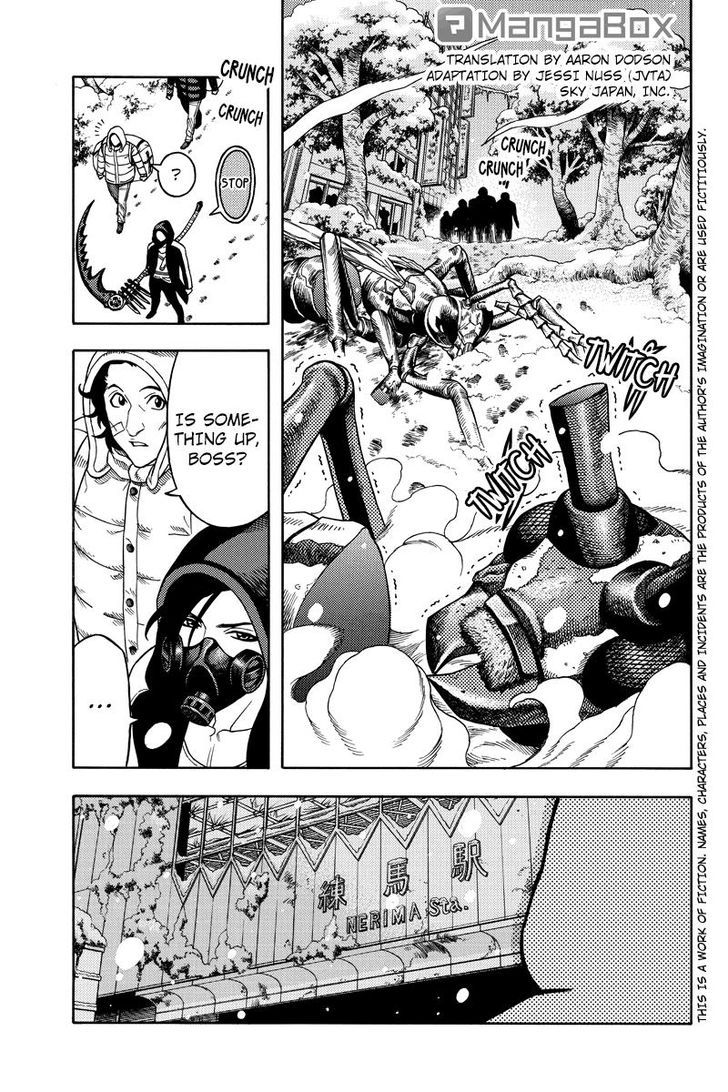 MangaBox
TRANSLATION BY AARON DODSON
ADAPTATION BY JESSI NUSS (JVTA)
SKY JAPAN, INC.
CRUNCH
CRUNCH!
TWITCH
TWITCH
CRUNCH
CRUNCH
?
STOP
IS SOME-
THING UP,
BOSS?
...
練馬駅
NERIMA Sta.
THIS IS A WORK OF FICTION. NAMES, CHARACTERS, PLACES AND INCIDENTS ARE THE PRODUCTS OF THE AUTHOR'S IMAGINATION OR ARE USED FICTITIOUSLY.